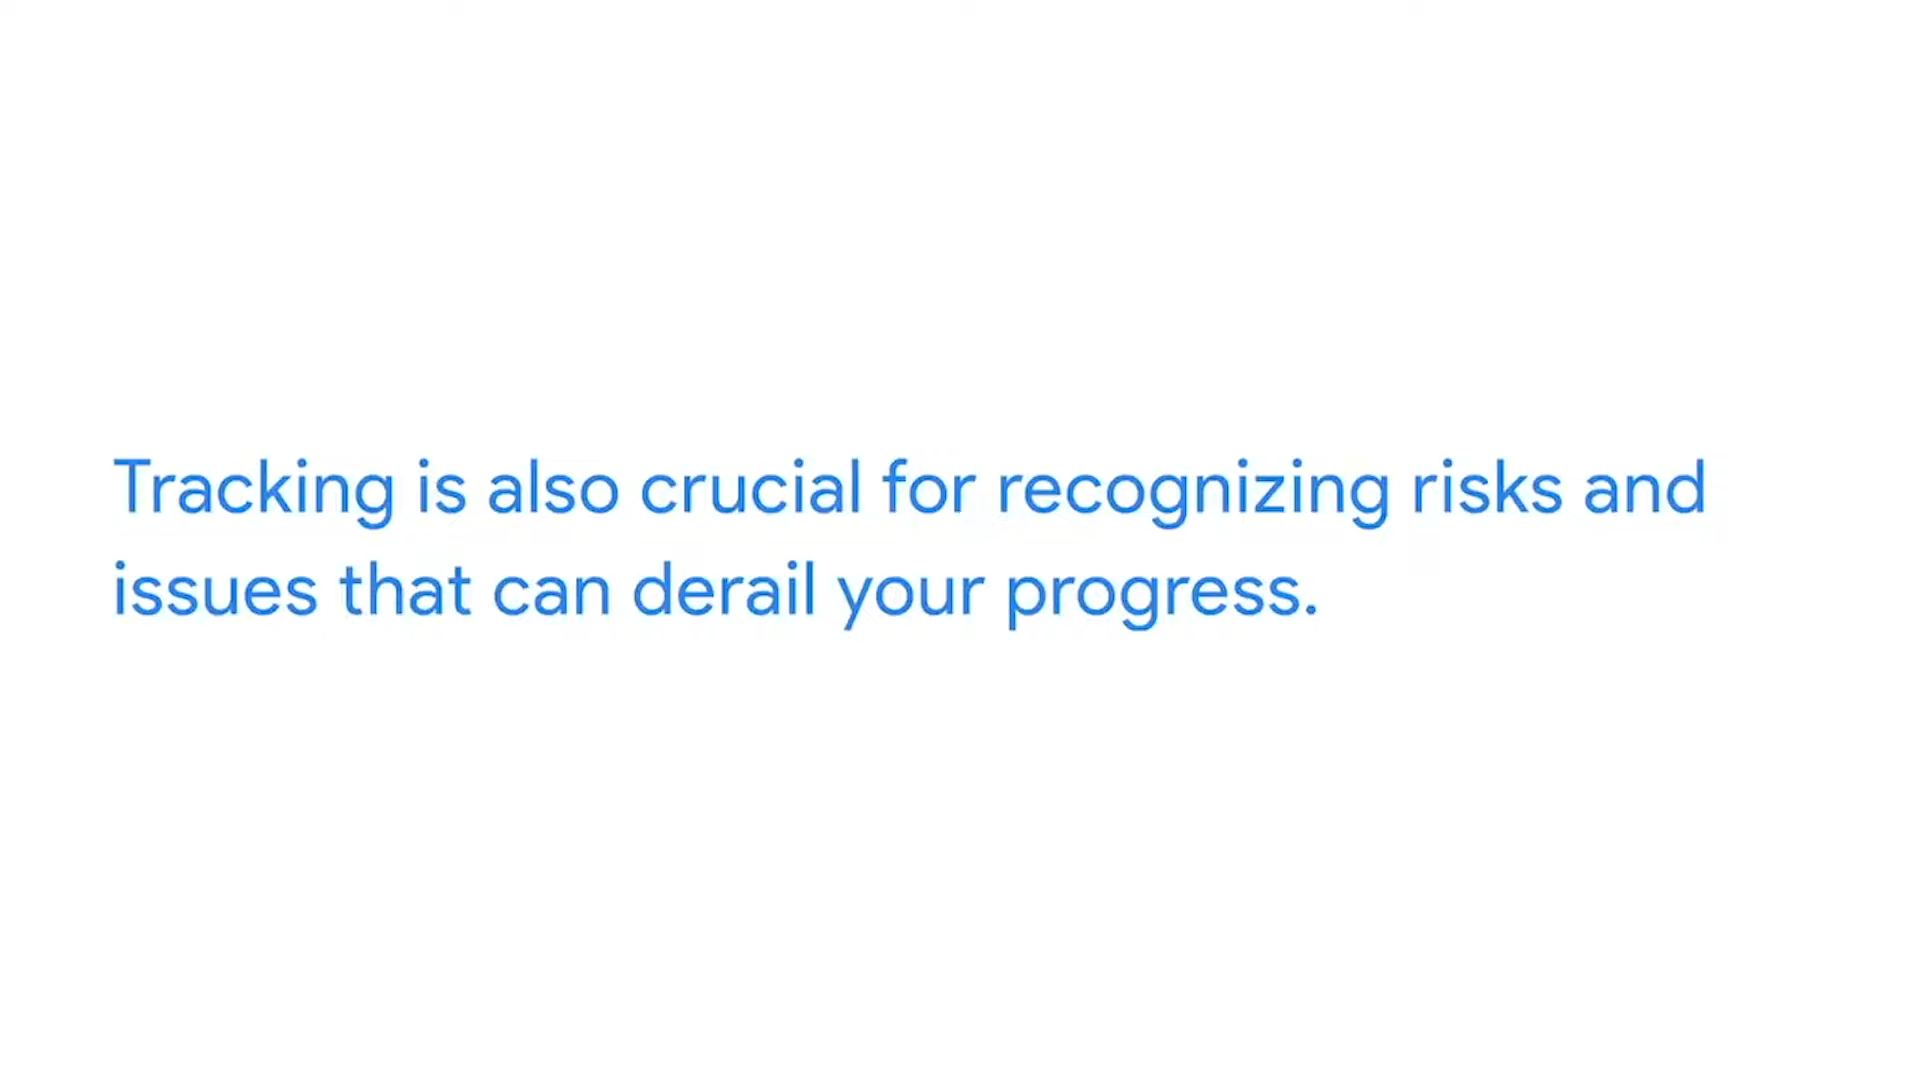 Tracking is also crucial for recognizing risks and
issues that can derail your progress.